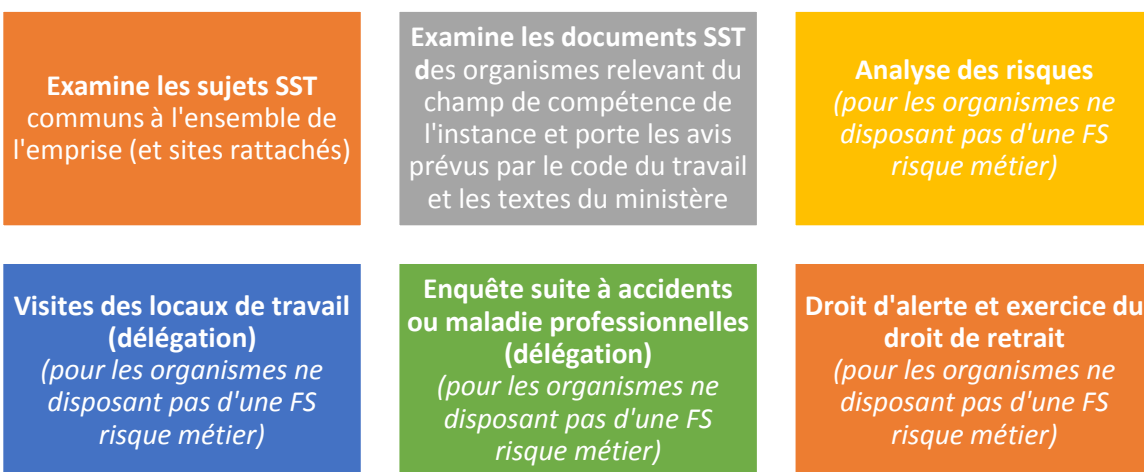 Examine les sujets SST
communs à l'ensemble de
l'emprise (et sites rattachés)
Examine les documents SST
des organismes relevant du
champ de compétence de
l'instance et porte les avis
prévus par le code du travail
et les textes du ministère
Analyse des risques
(pour les organismes ne
disposant pas d'une FS
risque métier)
Visites des locaux de travail
(délégation)
(pour les organismes ne
disposant pas d'une FS
risque métier)
Enquête suite à accidents
ou maladie professionnelles
(délégation)
(pour les organismes ne
disposant pas d'une FS
risque métier)
Droit d'alerte et exercice du
droit de retrait
(pour les organismes ne
disposant pas d'une FS
risque métier)